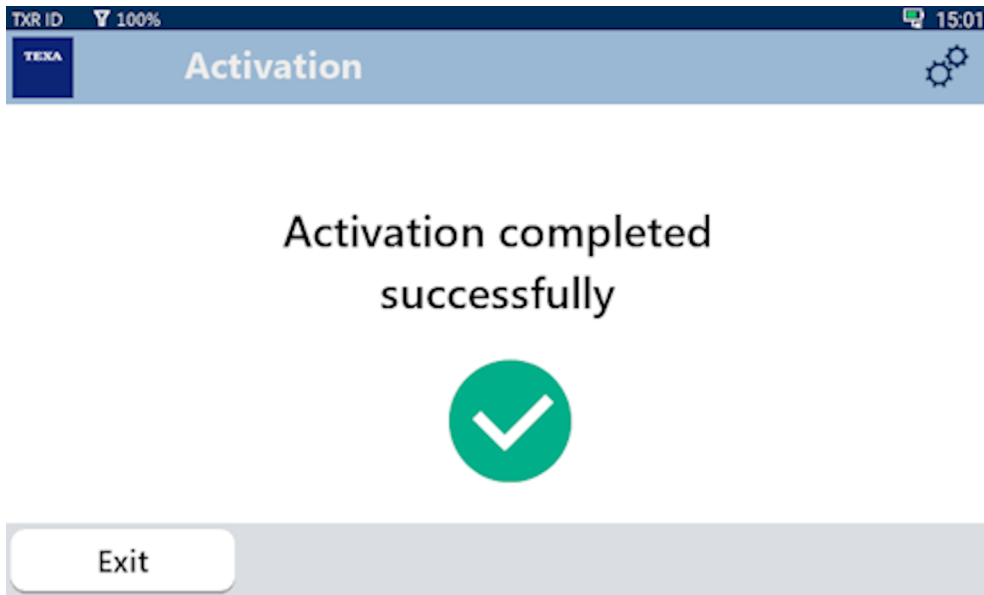 TXR ID 100% 15:01
TEXA Activation
Activation completed
successfully
Exit